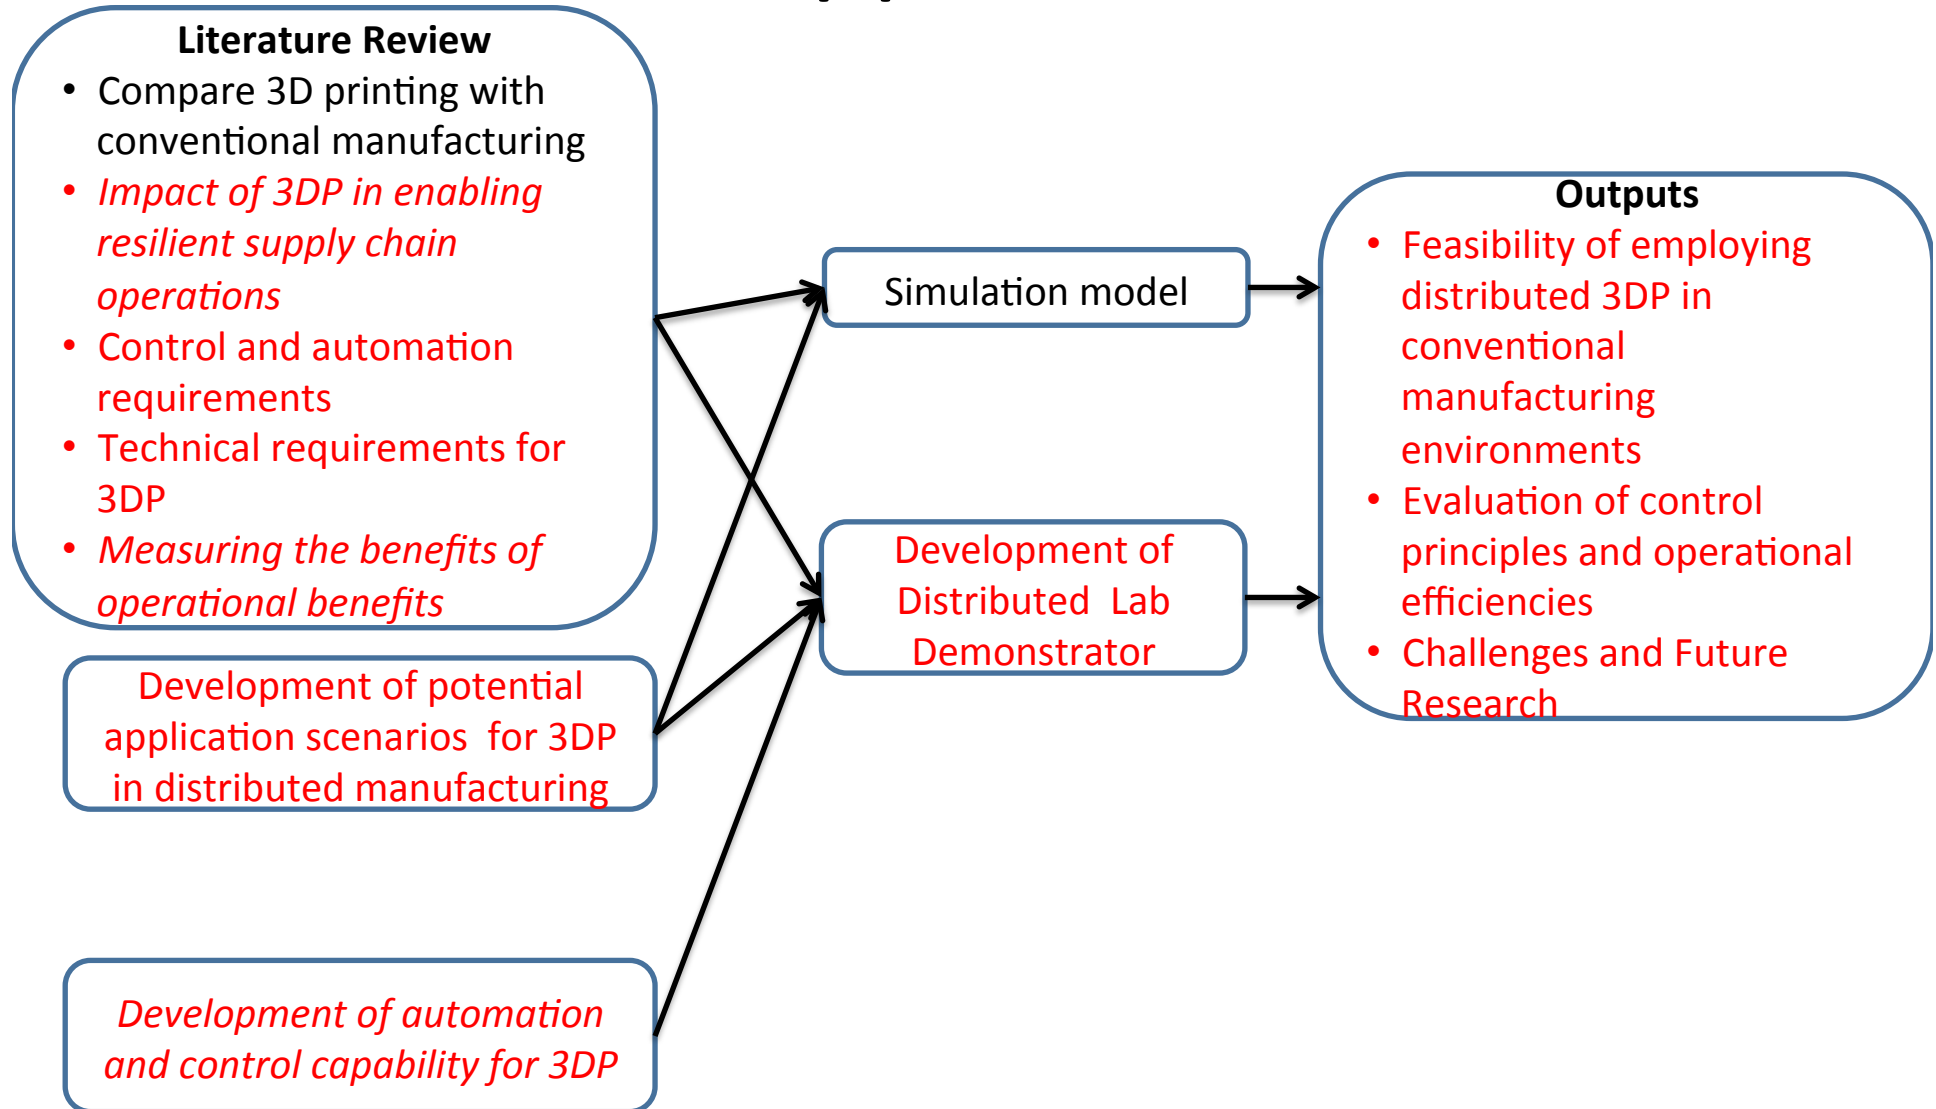 Literature Review
• Compare 3D printing with
conventional manufacturing
• Impact of 3DP in enabling
resilient supply chain
operations
• Control and automation
requirements
• Technical requirements for
3DP
• Measuring the benefits of
operational benefits
Development of potential
application scenarios for 3DP
in distributed manufacturing
Development of automation
and control capability for 3DP
Simulation model
Development of
Distributed Lab
Demonstrator
Outputs
• Feasibility of employing
distributed 3DP in
conventional
manufacturing
environments
• Evaluation of control
principles and operational
efficiencies
• Challenges and Future
Research